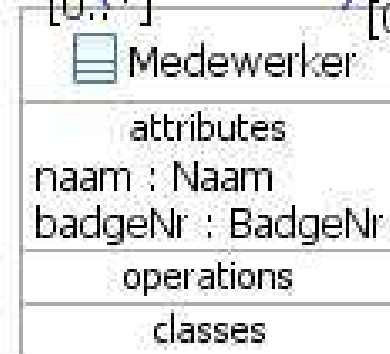 Medewerker
attributes
naam : Naam
badgeNr : BadgeNr
operations
classes